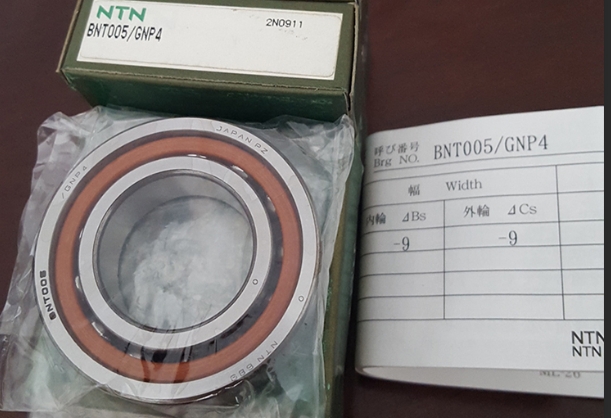 NTN
BNT005/GNP4
2N0911
JAPAN PZ
/GNP4
BNT005
NTN
呼び番号
Brg NO. BNT005/GNP4
幅 Width
内輪 ⊿Bs 外輪 ⊿Cs
-9 -9
NTN
NTN